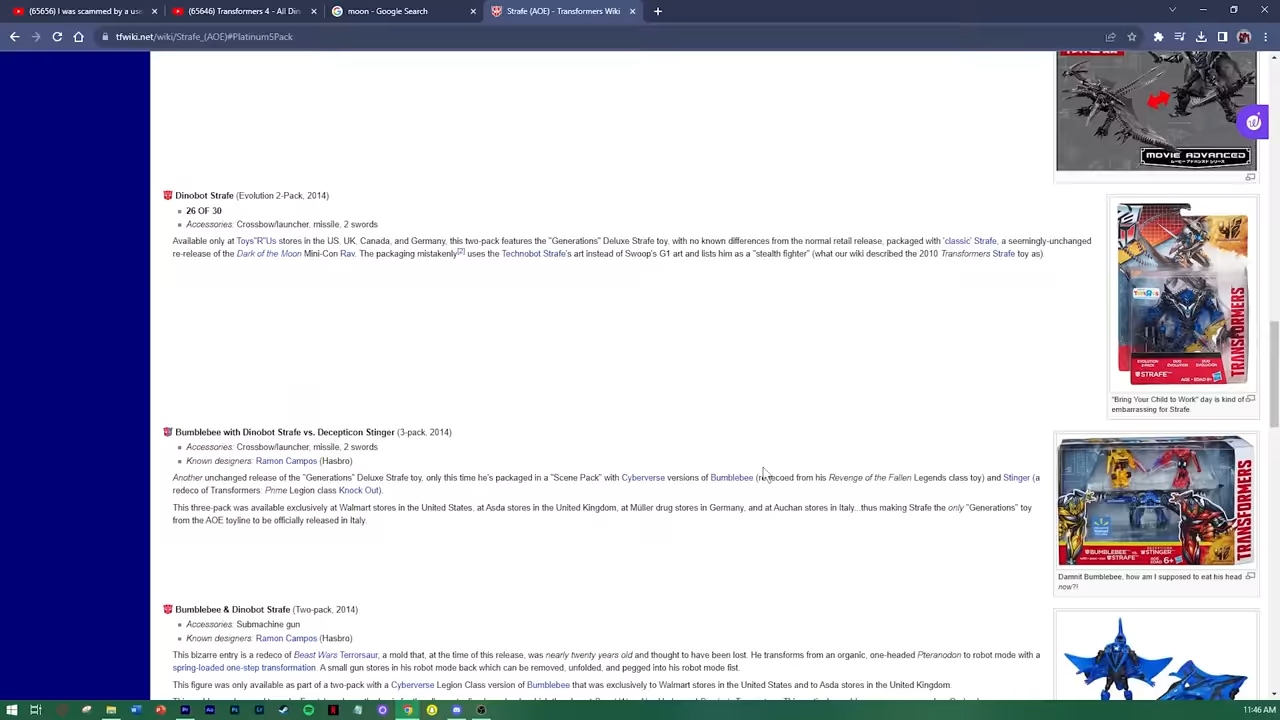 (65656) I was scammed by a us
(65646) Transformers 4 - All Din
moon - Google Search
Strafe (AOE) - Transformers Wiki
tfwiki.net/wiki/Strafe_(AOE)#Platinum5Pack
MOVIE ADVANCED
Dinobot Strafe (Evolution 2-Pack, 2014)
26 OF 30
Accessories: Crossbow/launcher, missile, 2 swords
Available only at Toys"R"Us stores in the US, UK, Canada, and Germany, this two-pack features the "Generations" Deluxe Strafe toy, with no known differences from the normal retail release, packaged with 'classic' Strafe, a seemingly-unchanged
re-release of the Dark of the Moon Mini-Con Rav. The packaging mistakenly[2] uses the Technobot Strafe's art instead of Swoop's G1 art and lists him as a "stealth fighter" (what our wiki described the 2010 Transformers Strafe toy as).
TRANSFORMERS
STRAFE
"Bring Your Child to Work" day is kind of
embarrassing for Strafe
Bumblebee with Dinobot Strafe vs. Decepticon Stinger (3-pack, 2014)
Accessories: Crossbow/launcher, missile, 2 swords
Known designers: Ramon Campos (Hasbro)
Another unchanged release of the "Generations" Deluxe Strafe toy, only this time he's packaged in a "Scene Pack" with Cyberverse versions of Bumblebee (redecoed from his Revenge of the Fallen Legends class toy) and Stinger (a
redeco of Transformers: Prime Legion class Knock Out).
This three-pack was available exclusively at Walmart stores in the United States, at Asda stores in the United Kingdom, at Müller drug stores in Germany, and at Auchan stores in Italy...thus making Strafe the only "Generations" toy
from the AOE toyline to be officially released in Italy.
TRANSFORMERS
BUMBLEBEE
STRAFE
STINGER
Damnit Bumblebee, how am I supposed to eat his head
now?!
Bumblebee & Dinobot Strafe (Two-pack, 2014)
Accessories: Submachine gun
Known designers: Ramon Campos (Hasbro)
This bizarre entry is a redeco of Beast Wars Terrorsaur, a mold that, at the time of this release, was nearly twenty years old and thought to have been lost. He transforms from an organic, one-headed Pteranodon to robot mode with a
spring-loaded one-step transformation. A small gun stores in his robot mode back which can be removed, unfolded, and pegged into his robot mode fist.
This figure was only available as part of a two-pack with a Cyberverse Legion Class version of Bumblebee that was exclusively to Walmart stores in the United States and to Asda stores in the United Kingdom.
11:46 AM